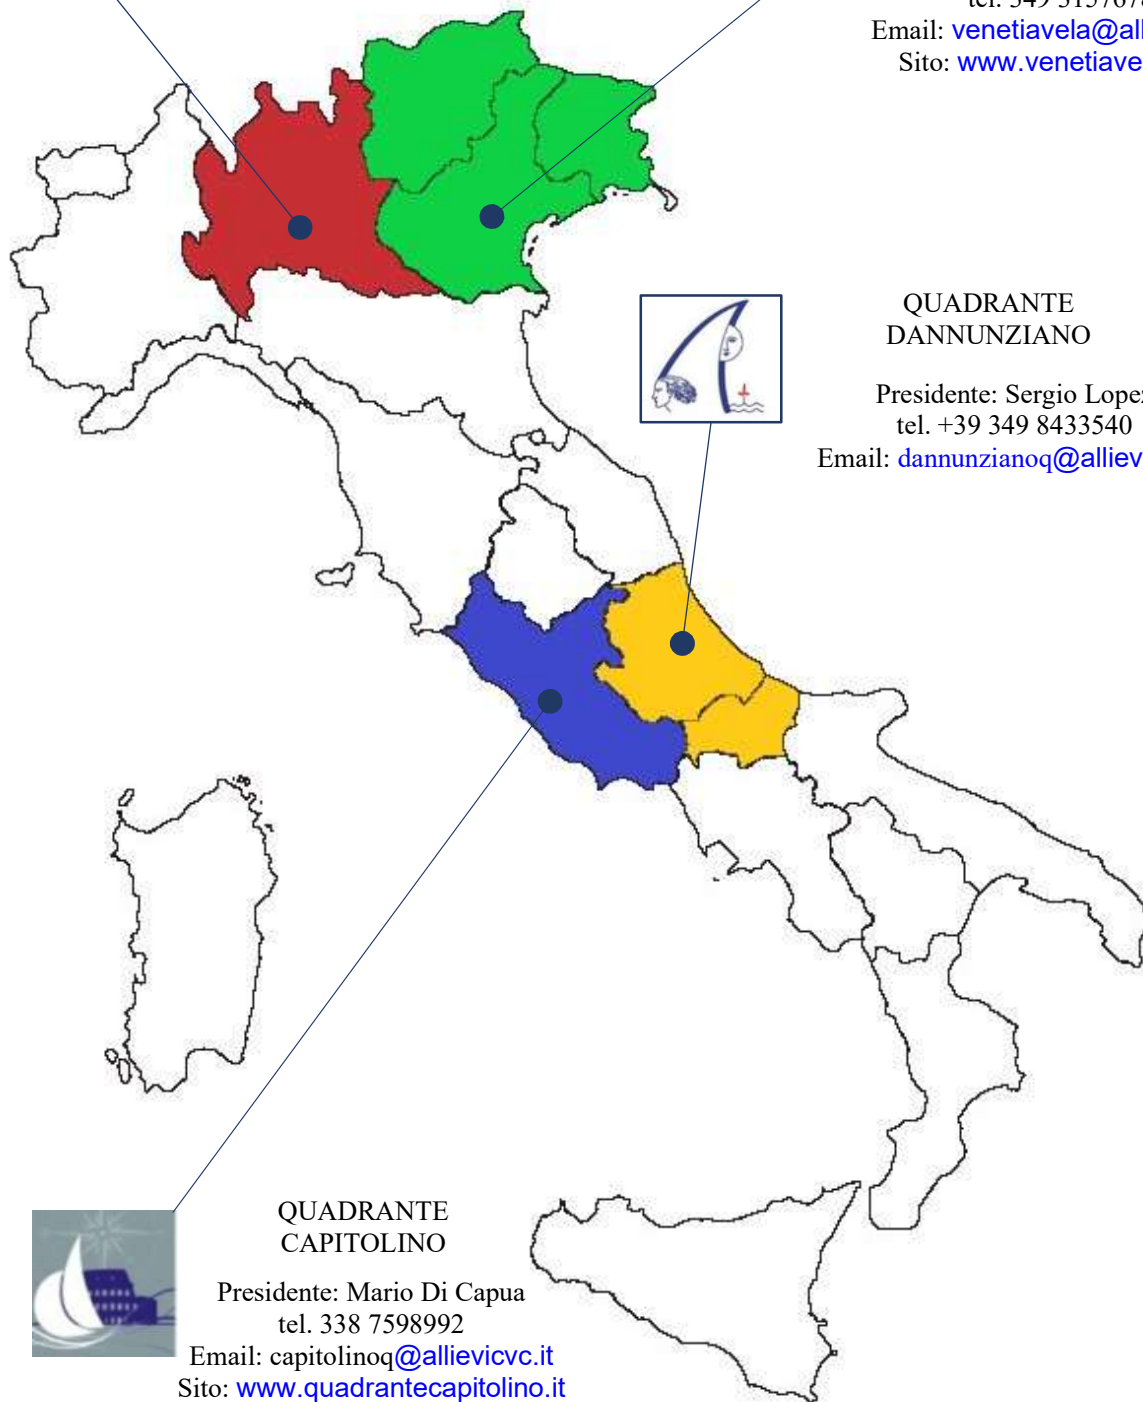 Email: venetiavela@all
Sito: www.venetiave
QUADRANTE
DANNUNZIANO
Presidente: Sergio Lopez
tel. +39 349 8433540
Email: dannunzianoq@alliev
QUADRANTE
CAPITOLINO
Presidente: Mario Di Capua
tel. 338 7598992
Email: capitolinoq@allievicvc.it
Sito: www.quadrantecapitolino.it